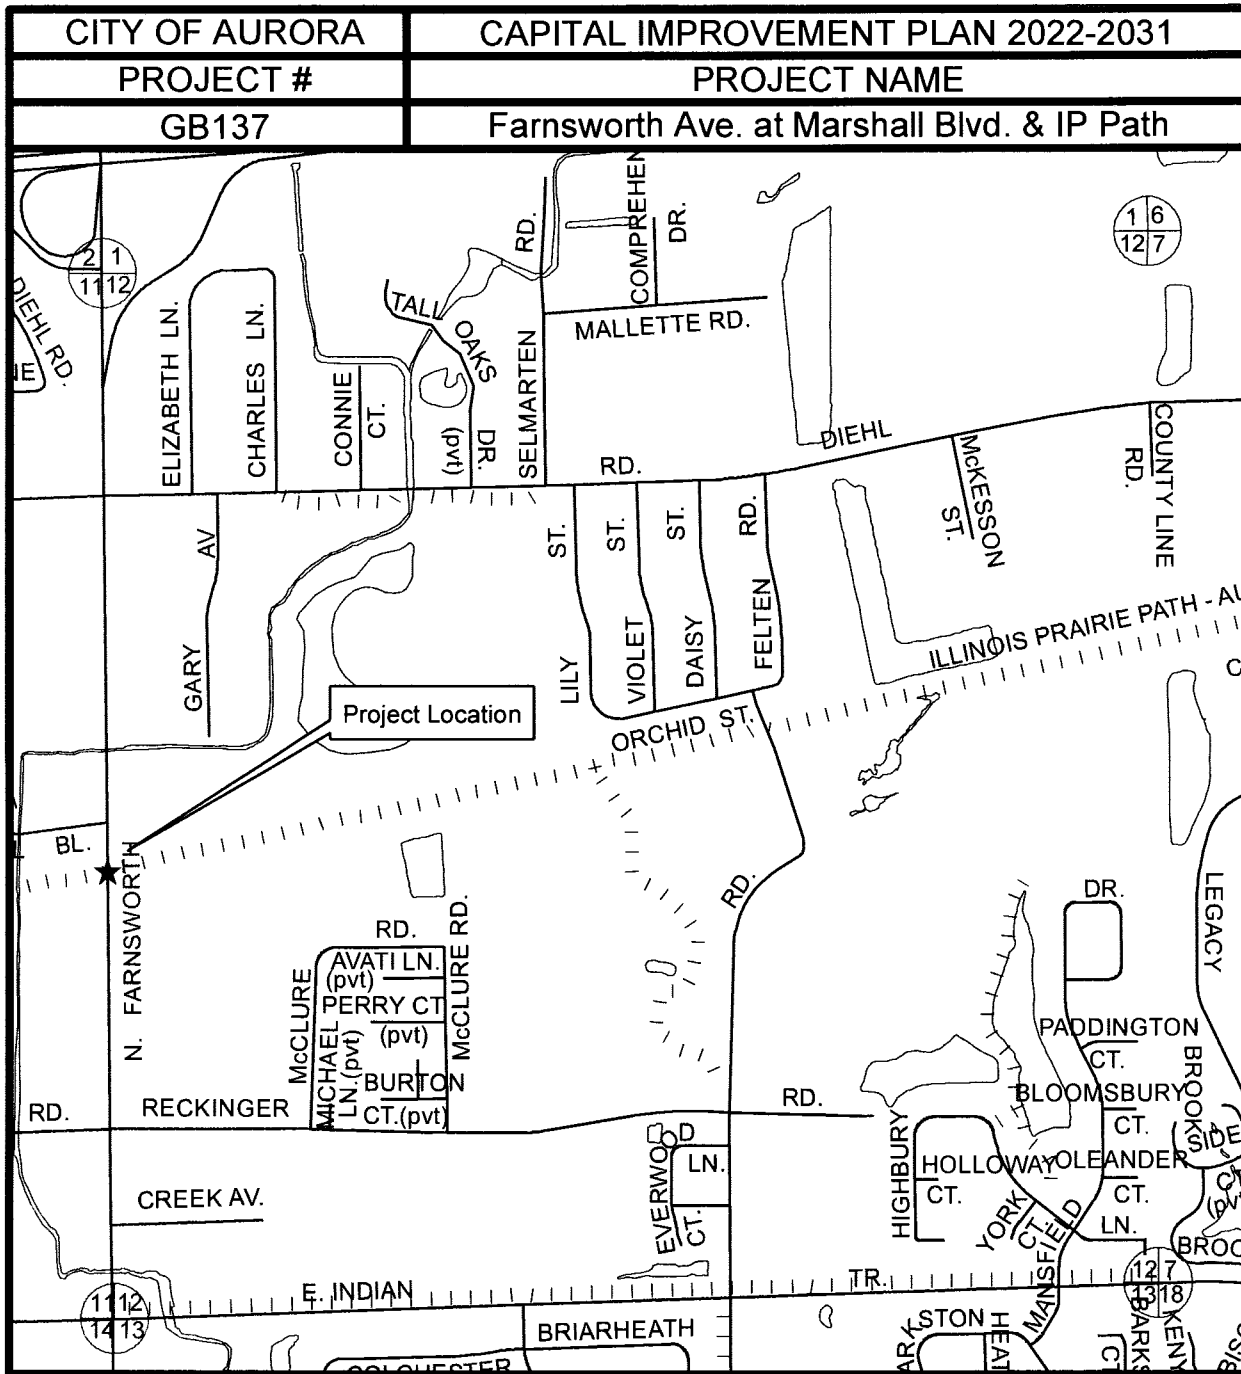 CITY OF AURORA
CAPITAL IMPROVEMENT PLAN 2022-2031
PROJECT #
PROJECT NAME
GB137
Farnsworth Ave. at Marshall Blvd. & IP Path
2 1
11 12
1 6
12 7
DIEHL RD.
ELIZABETH LN.
CHARLES LN.
CONNIE CT.
TALL OAKS DR. (pvt)
SELMARTEN RD.
DR.
MALLETTE RD.
DIEHL RD.
McKESSON ST.
COUNTY LINE RD.
GARY AV
LILY ST.
VIOLET ST.
DAISY ST.
FELTEN RD.
ORCHID ST.
ILLINOIS PRAIRIE PATH -
Project Location
BL.
N. FARNSWORTH
RD.
McCLURE
AVATI LN.
(pvt)
PERRY CT
(pvt)
MICHAEL LN.(pvt)
BURTON
CT.(pvt)
McCLURE RD.
RD.
DR.
LEGACY
PADDINGTON
CT.
BLOOMSBURY
CT.
BROOK
SIDE
OLEANDER
CT.
HOLLOWAY
CT.
HIGHBURY
YORK CT.
LN.
MANSFIELD
RD.
RECKINGER
RD.
EVERWOOD
LN.
CT.
CREEK AV.
E. INDIAN
TR.
11 12
14 13
12 7
13 18
BRIARHEATH
COLCHESTER
STON